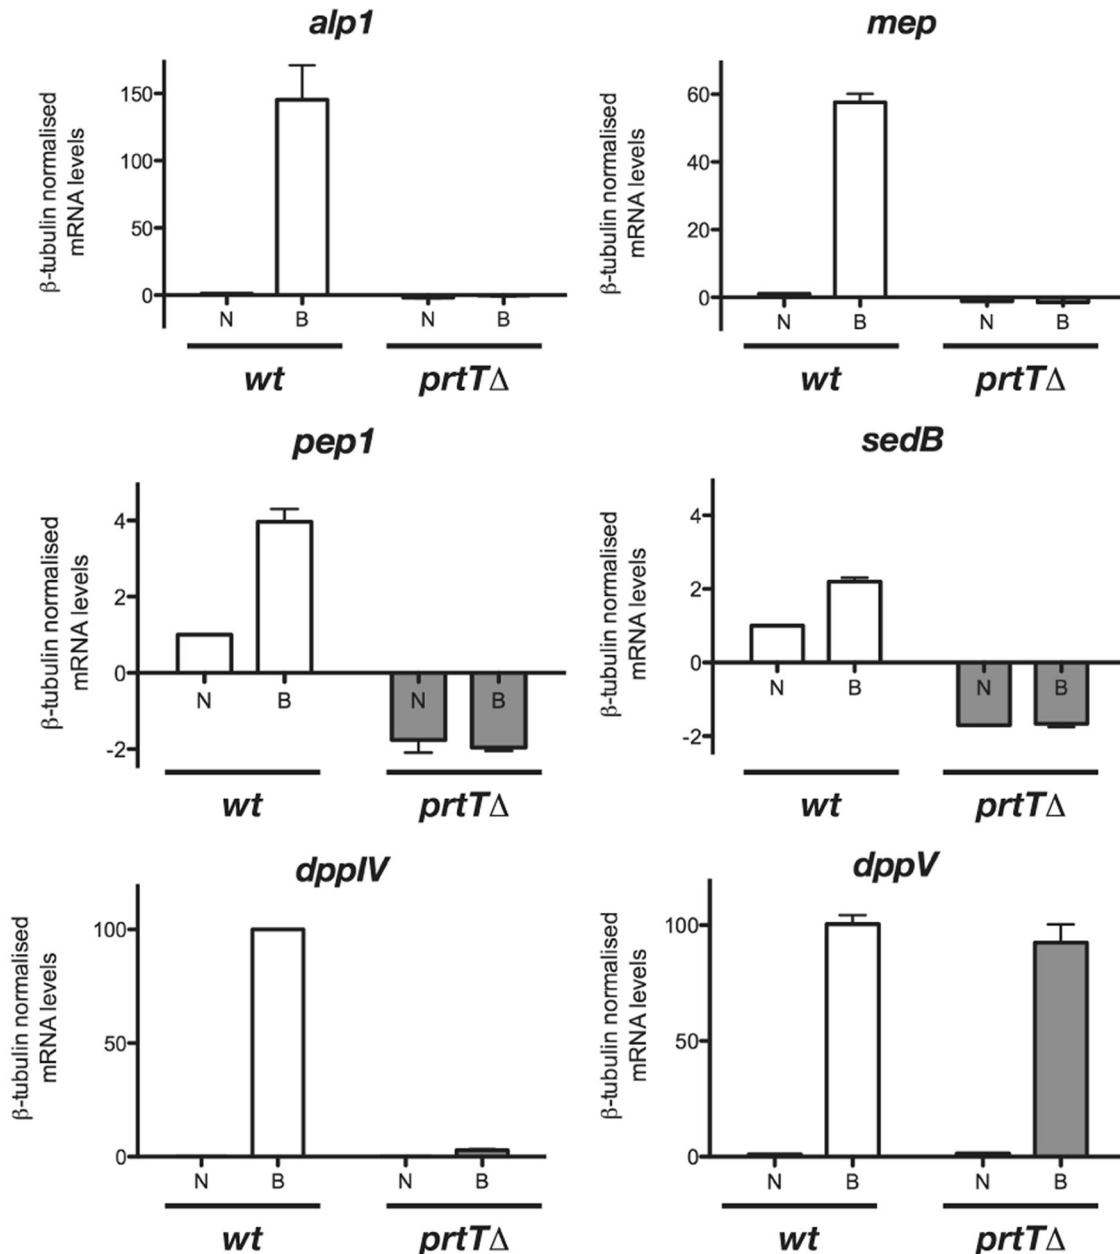 alp1
β-tubulin normalised
mRNA levels
150
100
50
0
N
B
N
B
wt
prtTΔ
mep
β-tubulin normalised
mRNA levels
60
40
20
0
N
B
N
B
wt
prtTΔ
pep1
β-tubulin normalised
mRNA levels
4
2
0
-2
N
B
N
B
wt
prtTΔ
sedB
β-tubulin normalised
mRNA levels
4
2
0
-2
N
B
N
B
wt
prtTΔ
dppIV
β-tubulin normalised
mRNA levels
100
50
0
N
B
N
B
wt
prtTΔ
dppV
β-tubulin normalised
mRNA levels
100
50
0
N
B
N
B
wt
prtTΔ